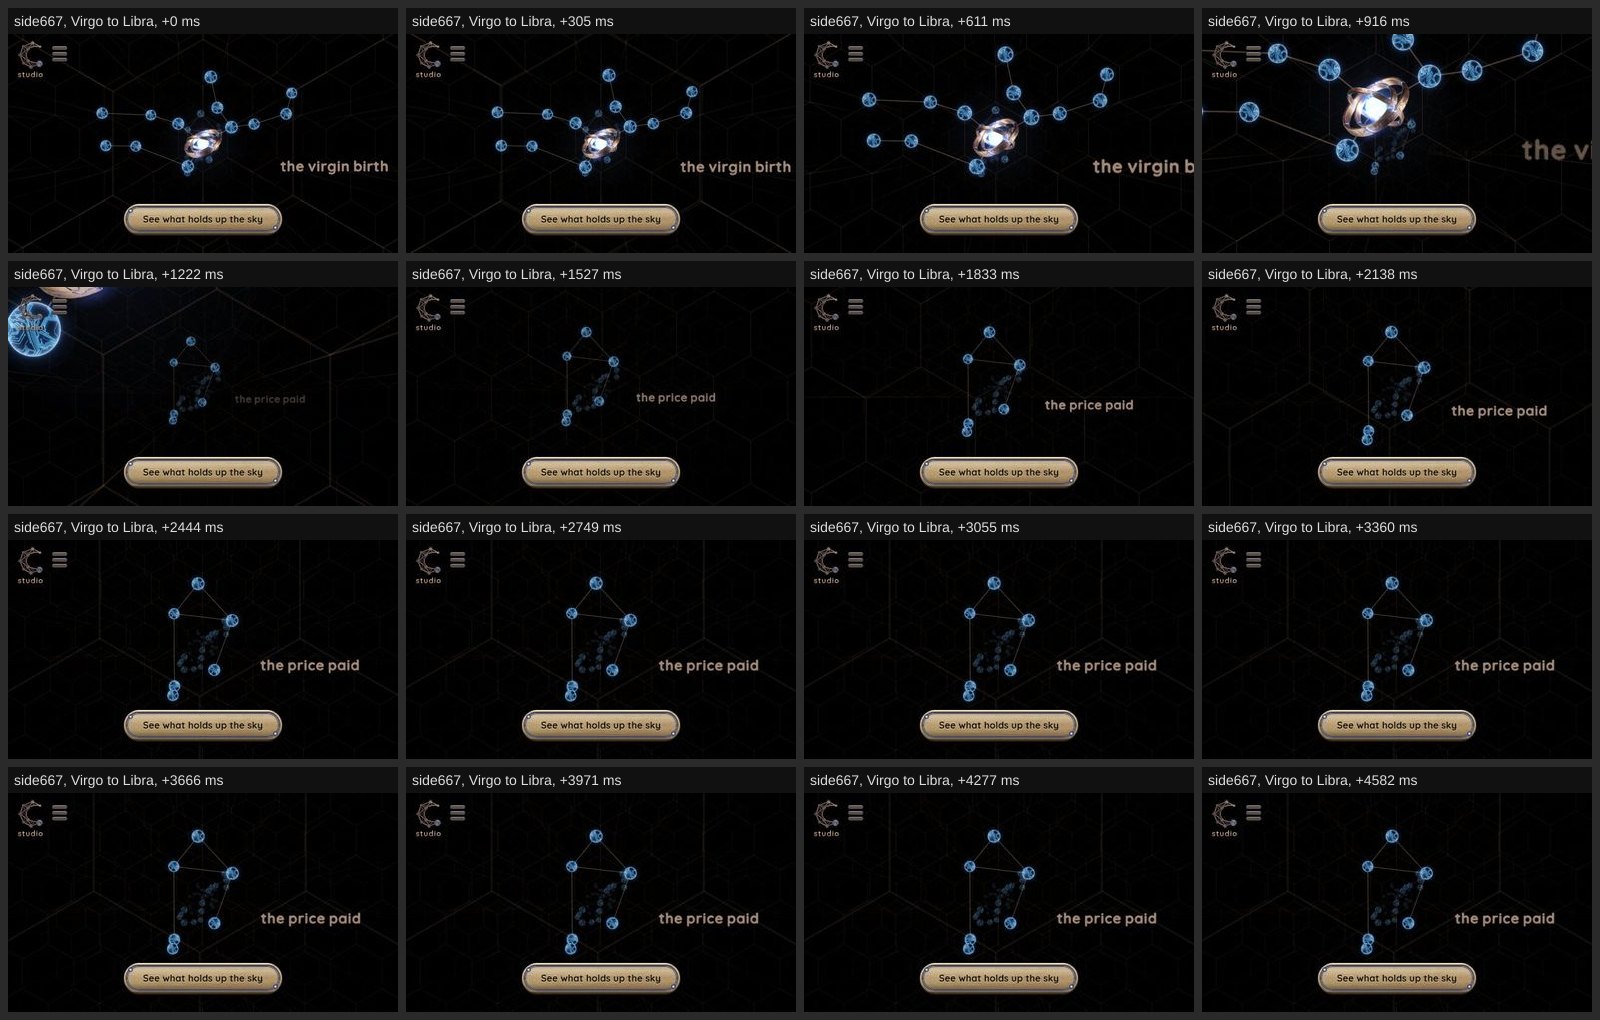 side667, Virgo to Libra, +0 ms
studio
the virgin birth
See what holds up the sky
side667, Virgo to Libra, +305 ms
studio
the virgin birth
See what holds up the sky
side667, Virgo to Libra, +611 ms
studio
the virgin b
See what holds up the sky
side667, Virgo to Libra, +916 ms
studio
the vi
See what holds up the sky
side667, Virgo to Libra, +1222 ms
studio
the price paid
See what holds up the sky
side667, Virgo to Libra, +1527 ms
studio
the price paid
See what holds up the sky
side667, Virgo to Libra, +1833 ms
studio
the price paid
See what holds up the sky
side667, Virgo to Libra, +2138 ms
studio
the price paid
See what holds up the sky
side667, Virgo to Libra, +2444 ms
studio
the price paid
See what holds up the sky
side667, Virgo to Libra, +2749 ms
studio
the price paid
See what holds up the sky
side667, Virgo to Libra, +3055 ms
studio
the price paid
See what holds up the sky
side667, Virgo to Libra, +3360 ms
studio
the price paid
See what holds up the sky
side667, Virgo to Libra, +3666 ms
studio
the price paid
See what holds up the sky
side667, Virgo to Libra, +3971 ms
studio
the price paid
See what holds up the sky
side667, Virgo to Libra, +4277 ms
studio
the price paid
See what holds up the sky
side667, Virgo to Libra, +4582 ms
studio
the price paid
See what holds up the sky